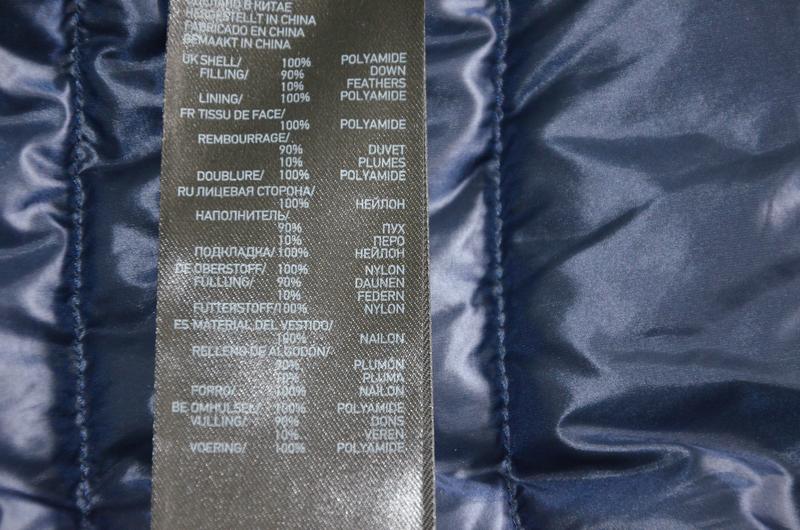 В КИТАЕ
IN CHINA
FABRICADO EN CHINA
GEMAAKT IN CHINA
UK SHELL/ 100% POLYAMIDE
FILLING/ 90% DOWN
10% FEATHERS
LINING/ 100% POLYAMIDE
FR TISSU DE FACE/
100% POLYAMIDE
REMBOURRAGE/
90% DUVET
10% PLUMES
DOUBLURE/ 100% POLYAMIDE
RU ЛИЦЕВАЯ СТОРОНА/
100% НЕЙЛОН
НАПОЛНИТЕЛЬ/
90% ПУХ
10% ПЕРО
ПОДКЛАДКА/ 100% НЕЙЛОН
DE OBERSTOFF/ 100% NYLON
FÜLLUNG/ 90% DAUNEN
10% FEDERN
FUTTERSTOFF/100% NYLON
ES MATERIAL DEL VESTIDO/
100% NAILON
RELLENO DE ALGODÓN/
90% PLUMÓN
10% PLUMA
FORRO/ 100% NAILON
BE OMHULSEL/ 100% POLYAMIDE
VULLING/ 90% DONS
10% VEREN
VOERING/ 100% POLYAMIDE